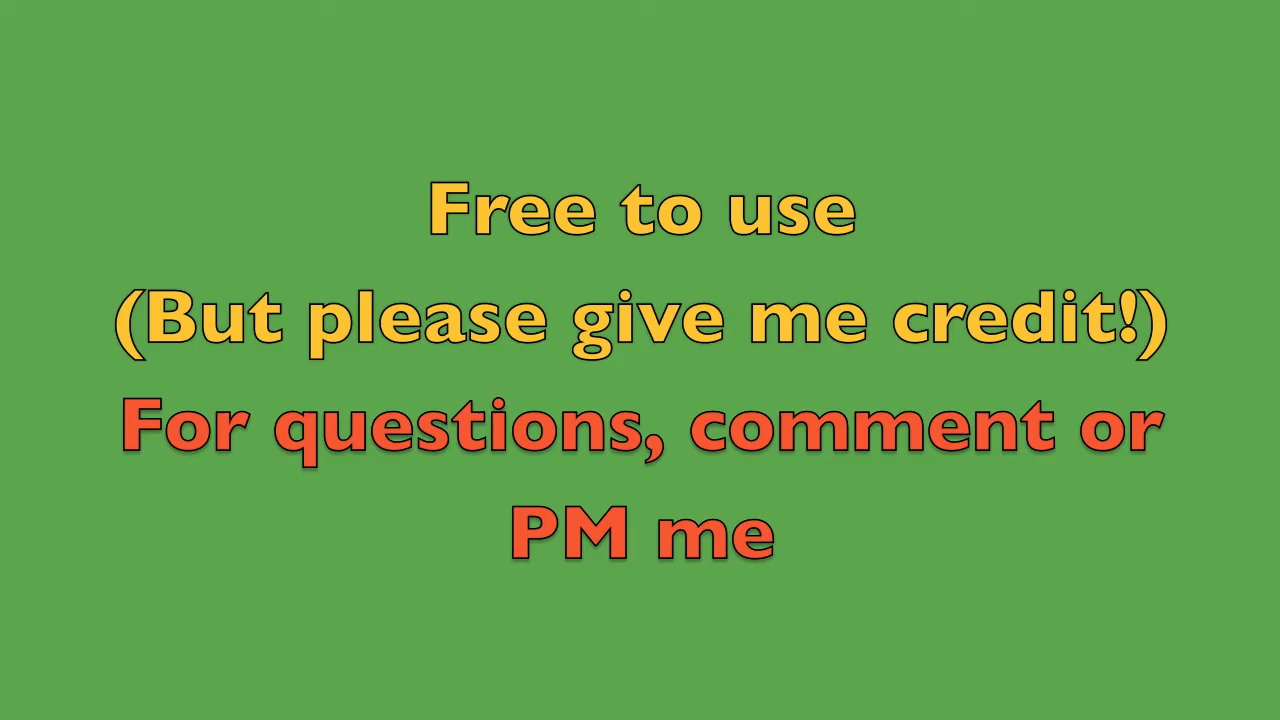 Free to use
(But please give me credit!)
For questions, comment or
PM me